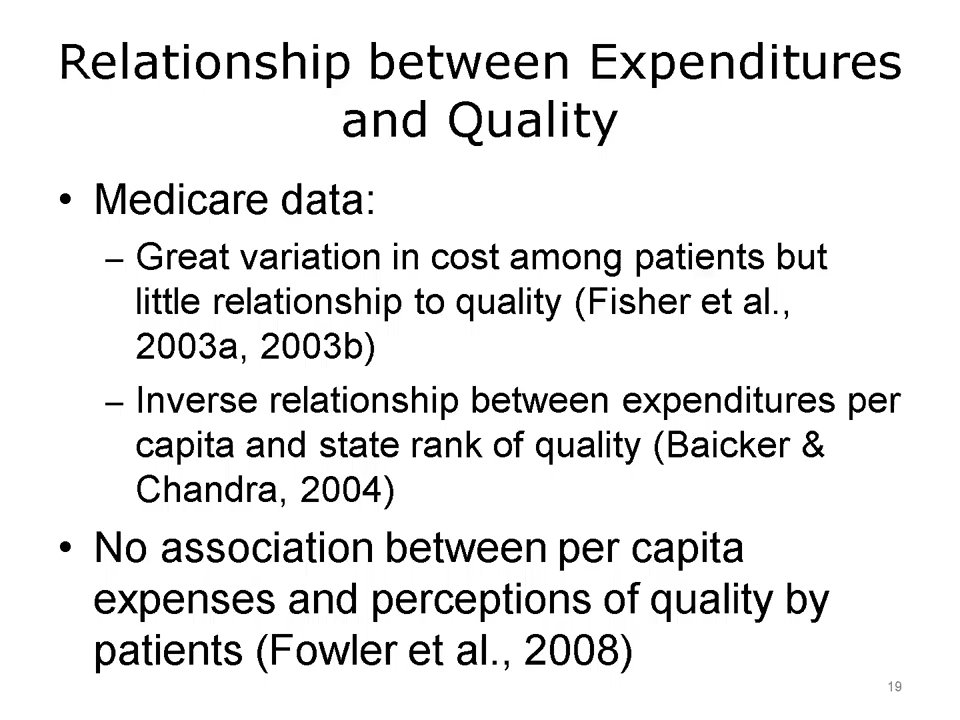 Relationship between Expenditures
and Quality
• Medicare data:
– Great variation in cost among patients but
little relationship to quality (Fisher et al.,
2003a, 2003b)
– Inverse relationship between expenditures per
capita and state rank of quality (Baicker &
Chandra, 2004)
• No association between per capita
expenses and perceptions of quality by
patients (Fowler et al., 2008)
19